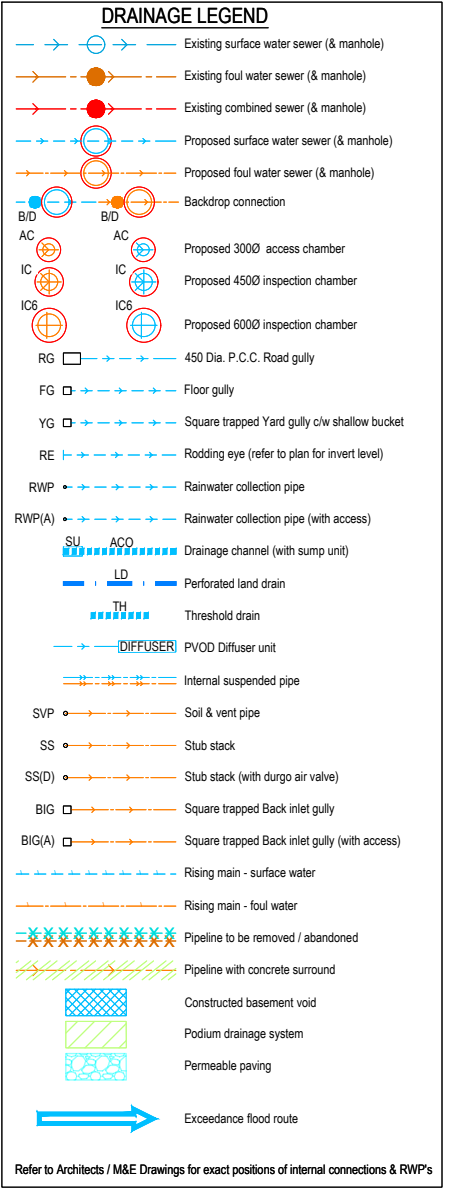 DRAINAGE LEGEND
Existing surface water sewer (& manhole)
Existing foul water sewer (& manhole)
Existing combined sewer (& manhole)
Proposed surface water sewer (& manhole)
Proposed foul water sewer (& manhole)
B/D B/D Backdrop connection
AC AC Proposed 300Ø access chamber
IC IC Proposed 450Ø inspection chamber
IC6 IC6 Proposed 600Ø inspection chamber
RG 450 Dia. P.C.C. Road gully
FG Floor gully
YG Square trapped Yard gully c/w shallow bucket
RE Rodding eye (refer to plan for invert level)
RWP Rainwater collection pipe
RWP(A) Rainwater collection pipe (with access)
SU ACO Drainage channel (with sump unit)
LD Perforated land drain
TH Threshold drain
DIFFUSER PVOD Diffuser unit
Internal suspended pipe
SVP Soil & vent pipe
SS Stub stack
SS(D) Stub stack (with durgo air valve)
BIG Square trapped Back inlet gully
BIG(A) Square trapped Back inlet gully (with access)
Rising main - surface water
Rising main - foul water
Pipeline to be removed / abandoned
Pipeline with concrete surround
Constructed basement void
Podium drainage system
Permeable paving
Exceedance flood route
Refer to Architects / M&E Drawings for exact positions of internal connections & RWP's